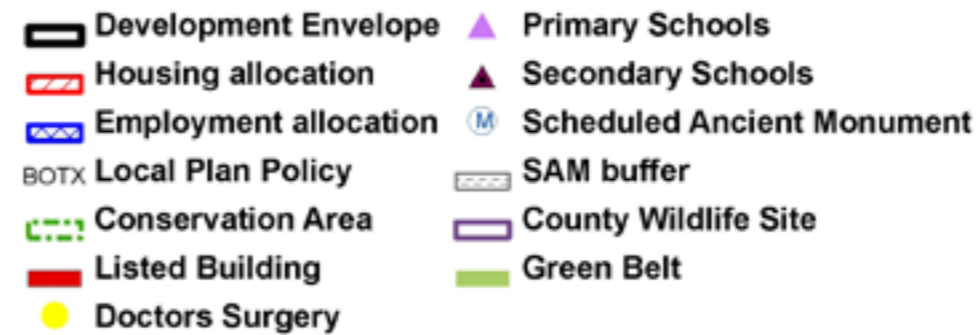 Development Envelope
Housing allocation
Employment allocation
BOTX Local Plan Policy
Conservation Area
Listed Building
Doctors Surgery
Primary Schools
Secondary Schools
M Scheduled Ancient Monument
SAM buffer
County Wildlife Site
Green Belt